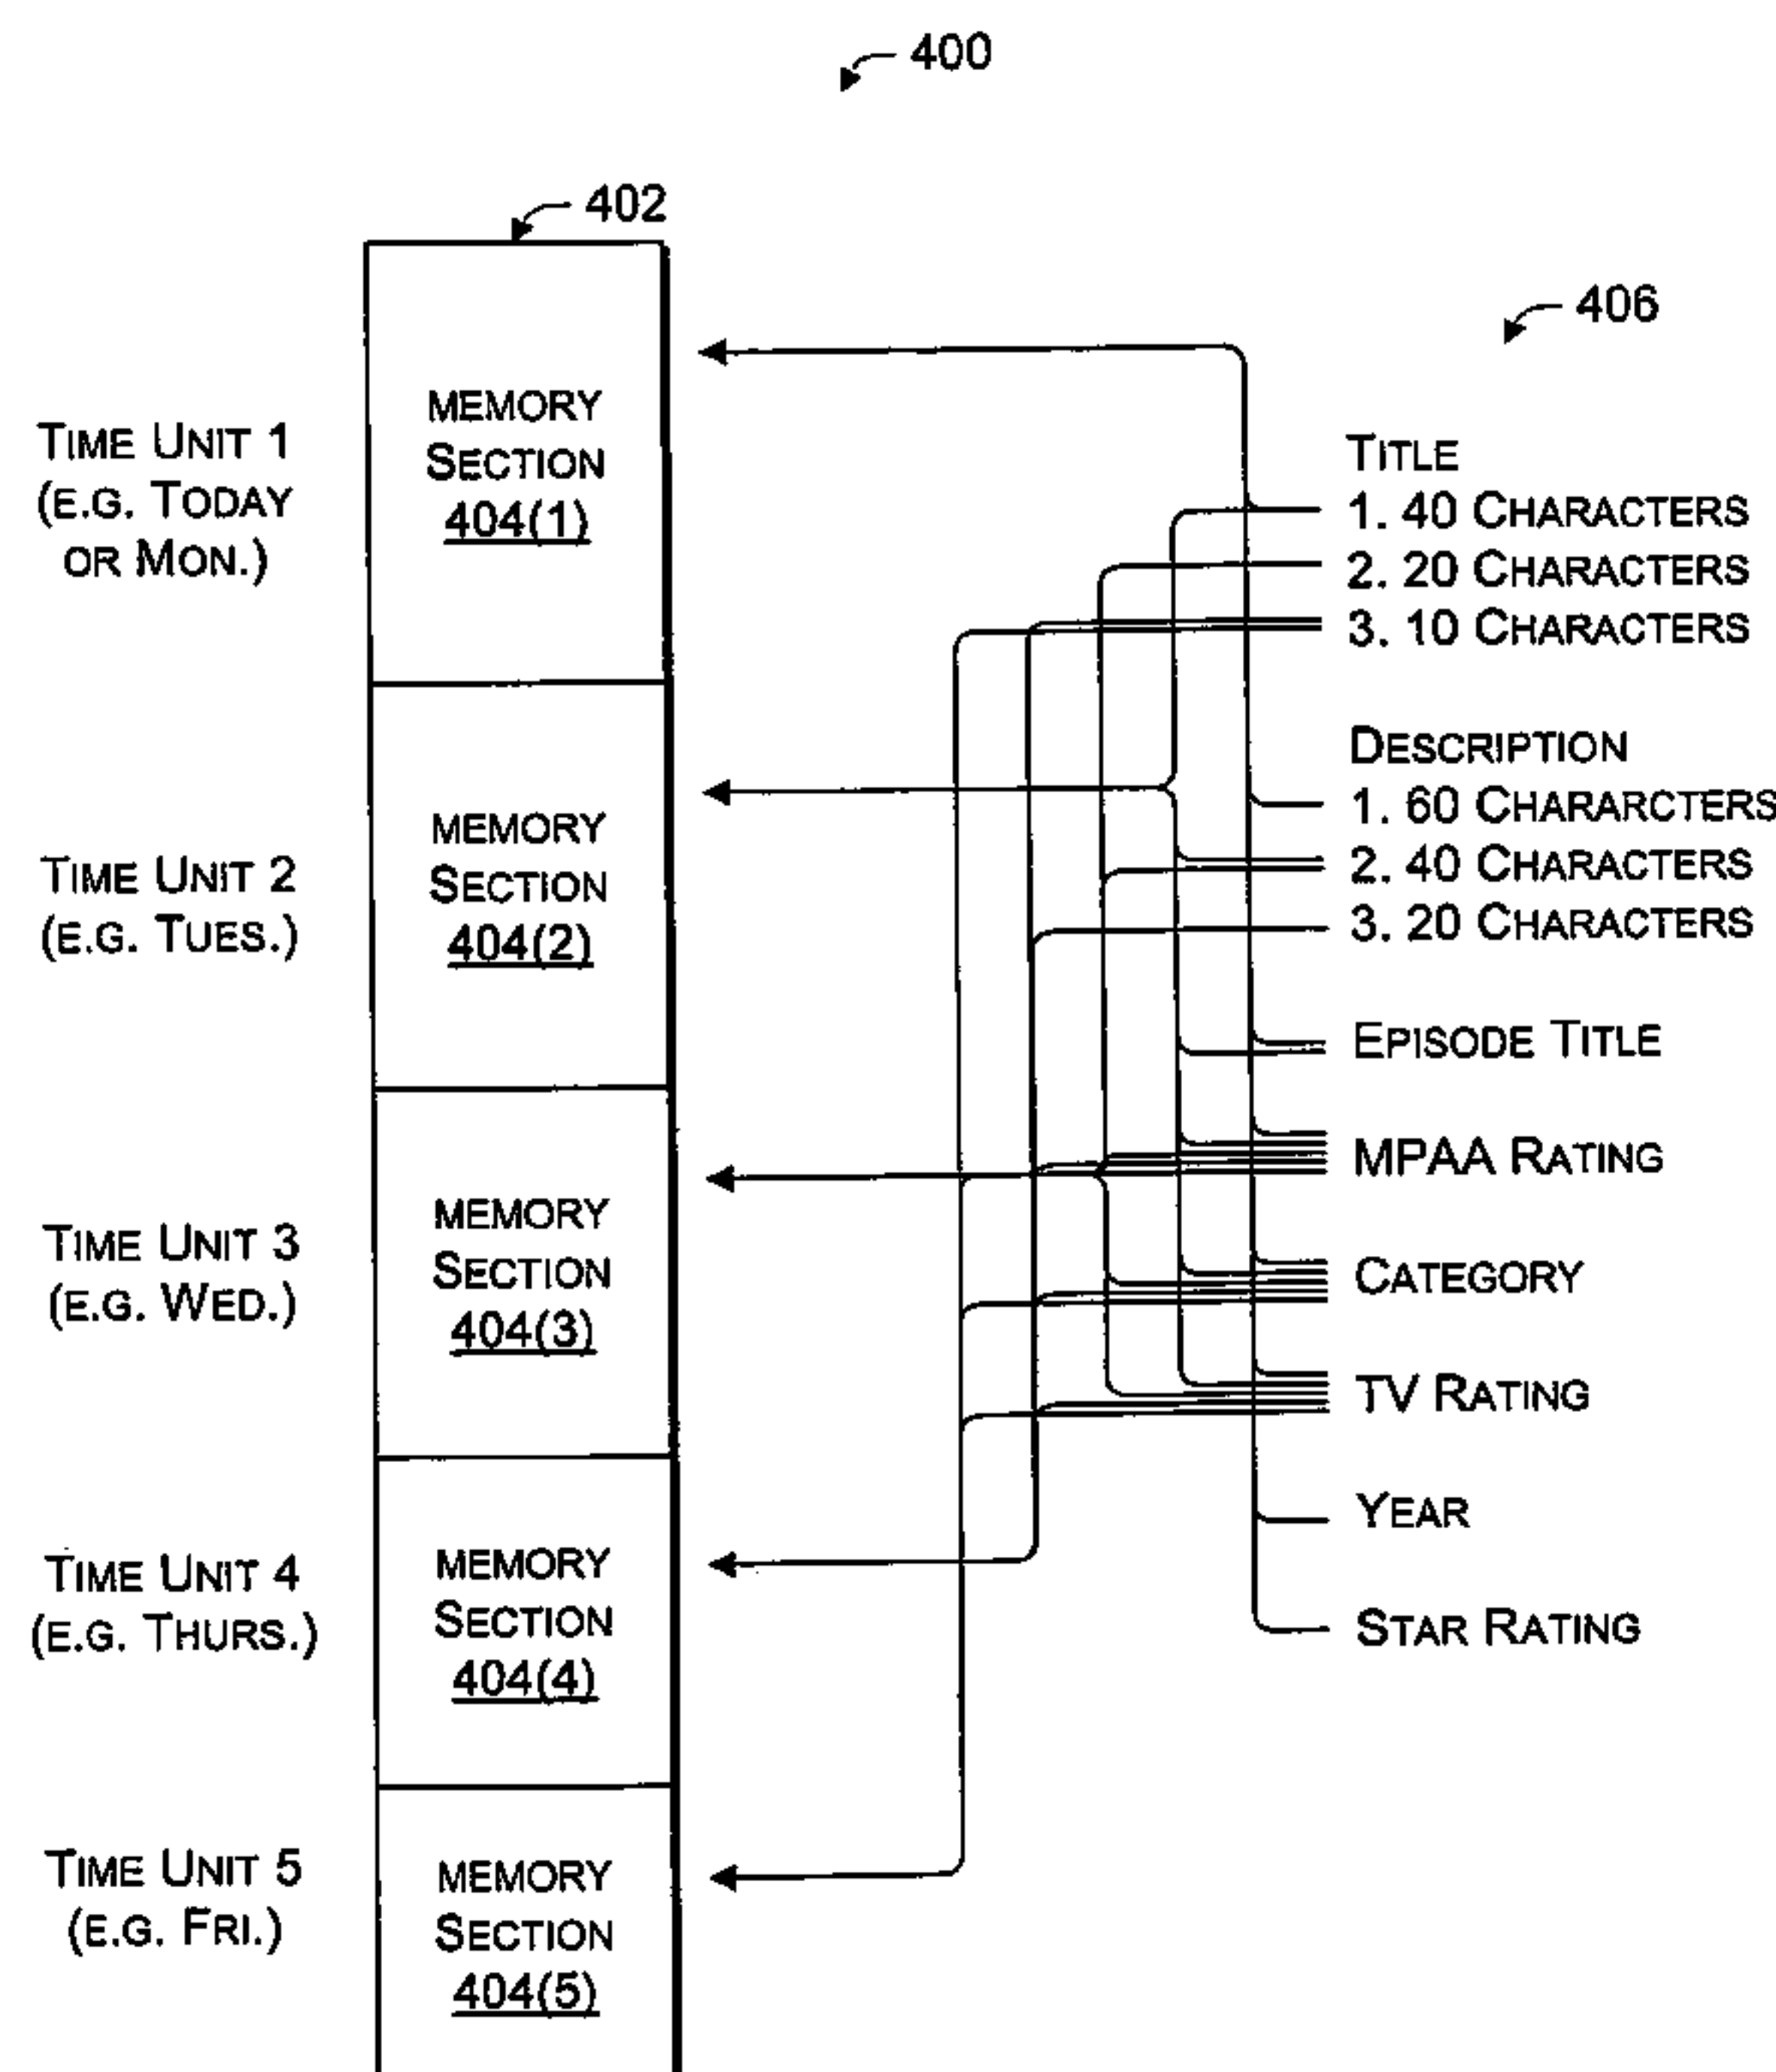 400
402
406
TIME UNIT 1
(E.G. TODAY
OR MON.)
MEMORY
SECTION
404(1)
TITLE
1. 40 CHARACTERS
2. 20 CHARACTERS
3. 10 CHARACTERS
DESCRIPTION
1. 60 CHARARCTERS
2. 40 CHARACTERS
3. 20 CHARACTERS
TIME UNIT 2
(E.G. TUES.)
MEMORY
SECTION
404(2)
EPISODE TITLE
MPAA RATING
TIME UNIT 3
(E.G. WED.)
MEMORY
SECTION
404(3)
CATEGORY
TV RATING
YEAR
STAR RATING
TIME UNIT 4
(E.G. THURS.)
MEMORY
SECTION
404(4)
TIME UNIT 5
(E.G. FRI.)
MEMORY
SECTION
404(5)